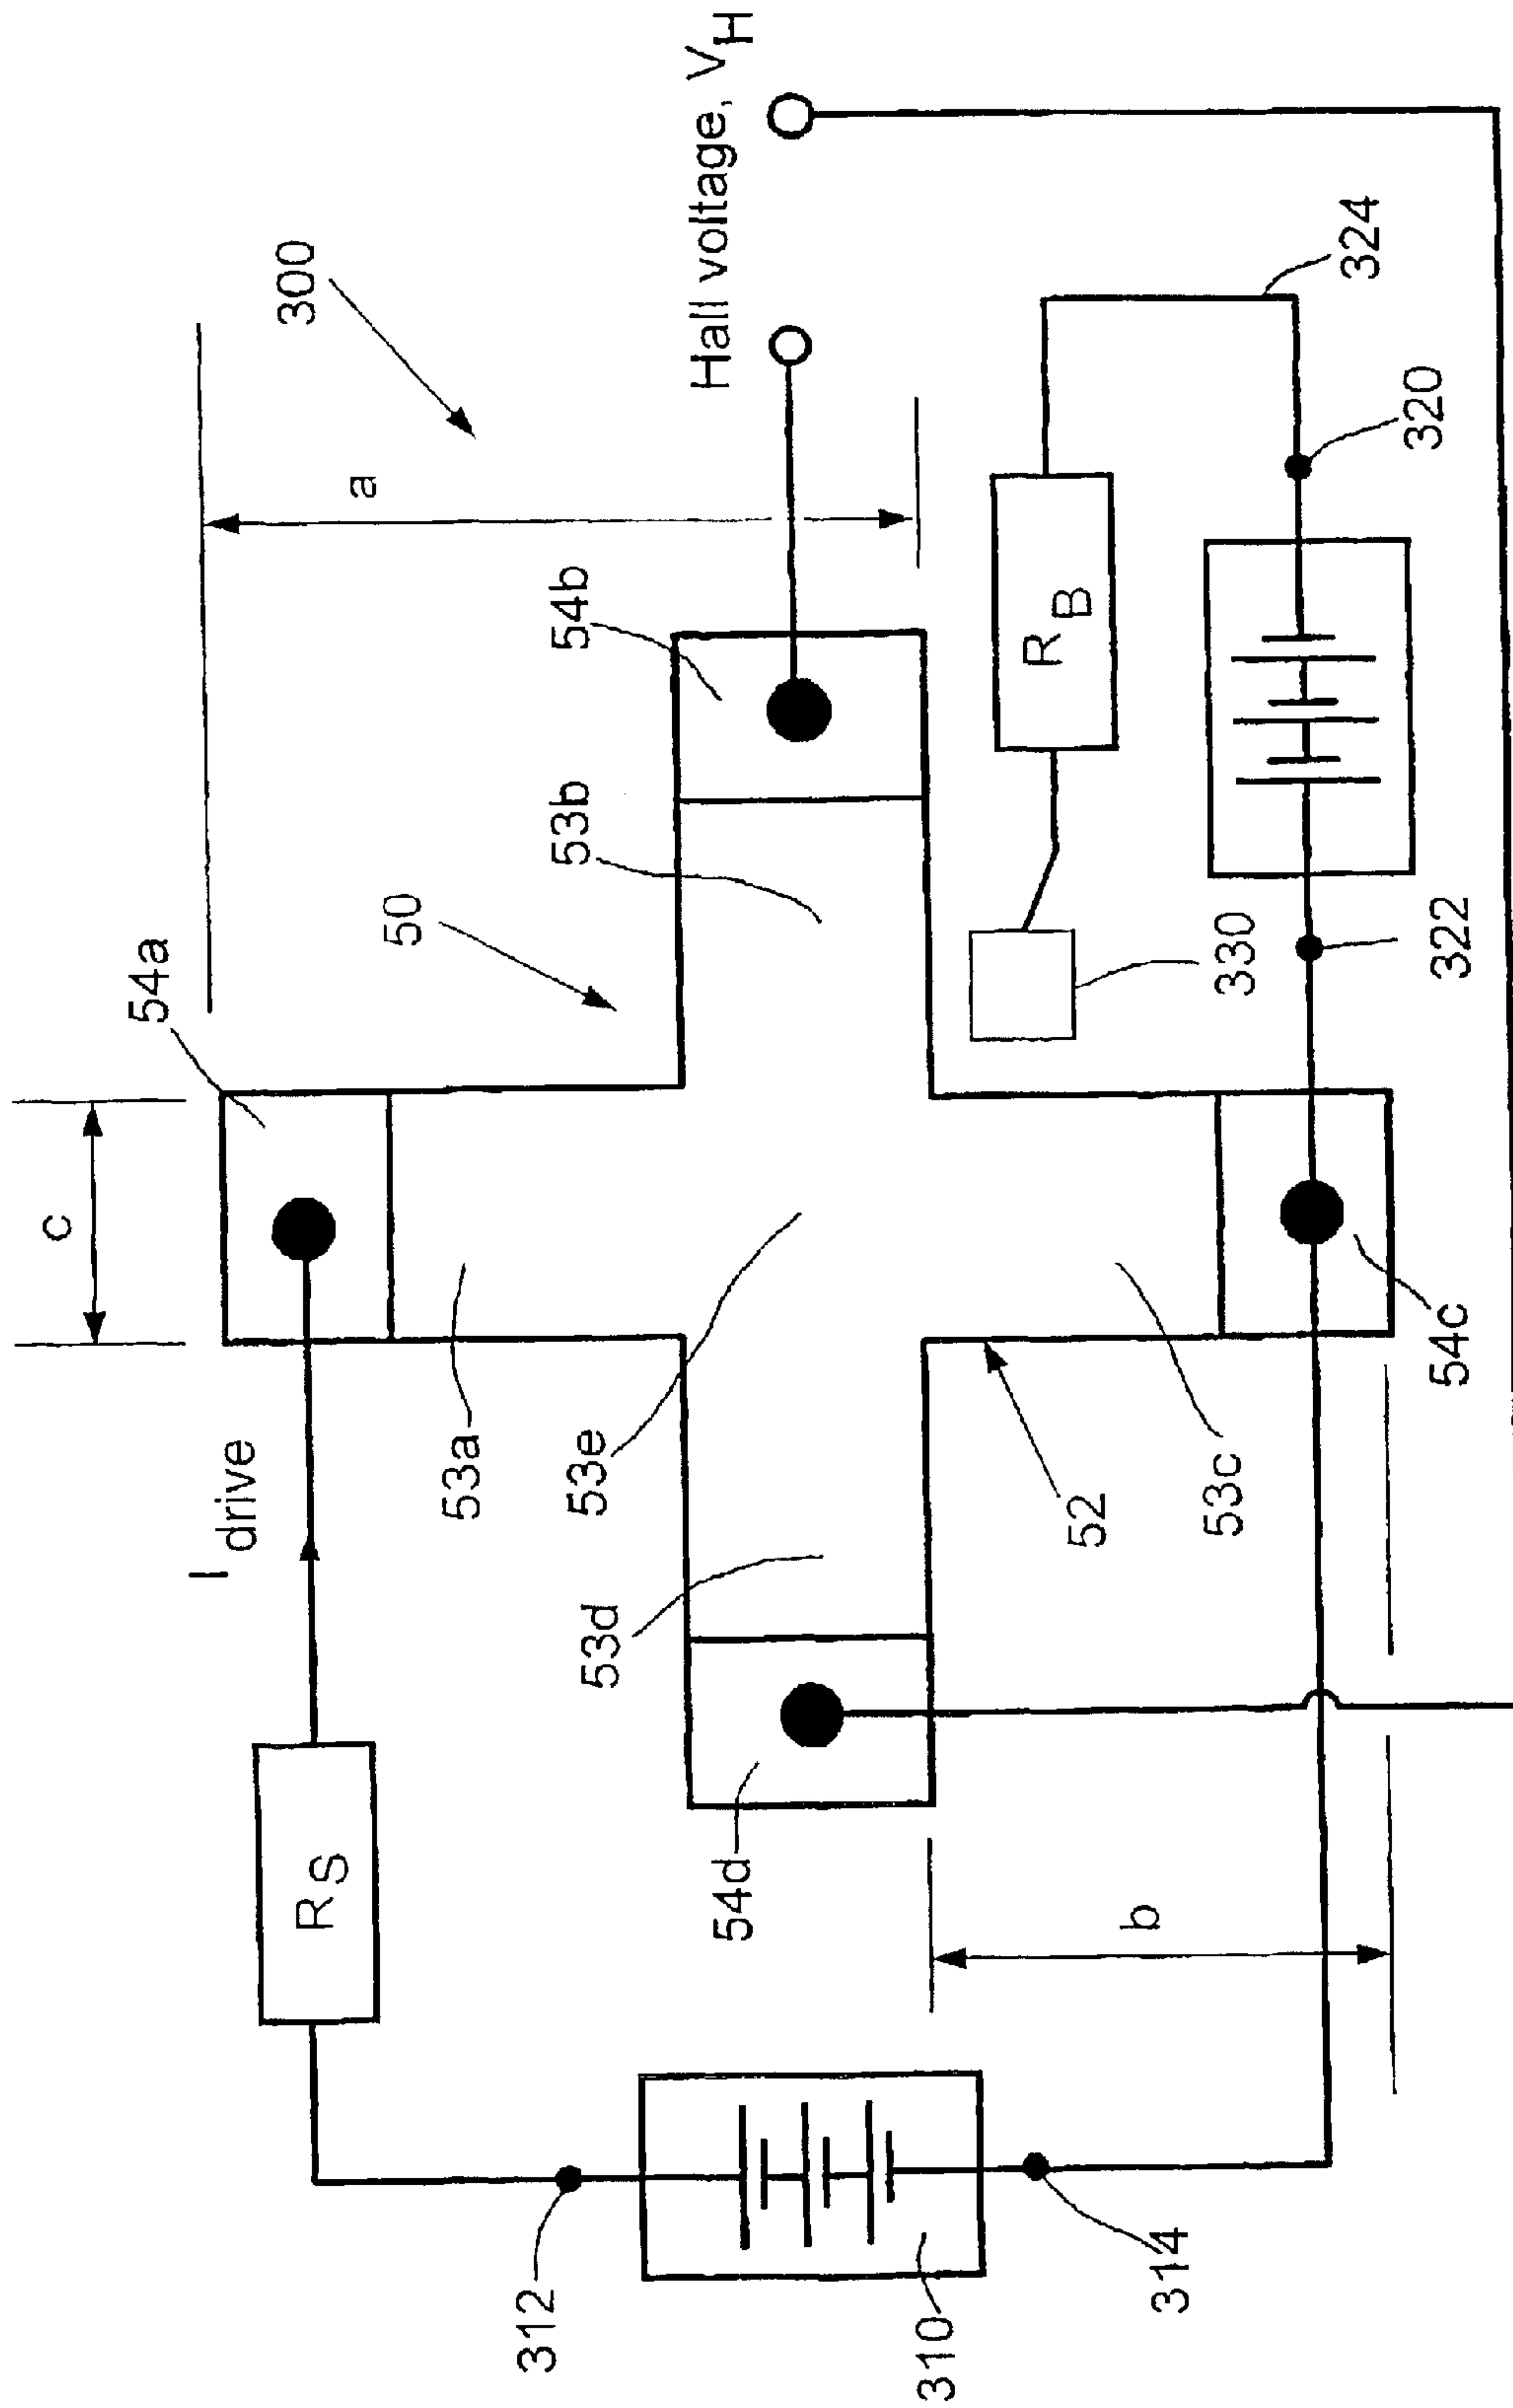 Hall voltage, V_H
300
a
54b
53b
50
54a
c
R_B
324
320
330
322
I_drive
53a
53e
53d
52
53c
54c
R_S
54d
b
312
310
314